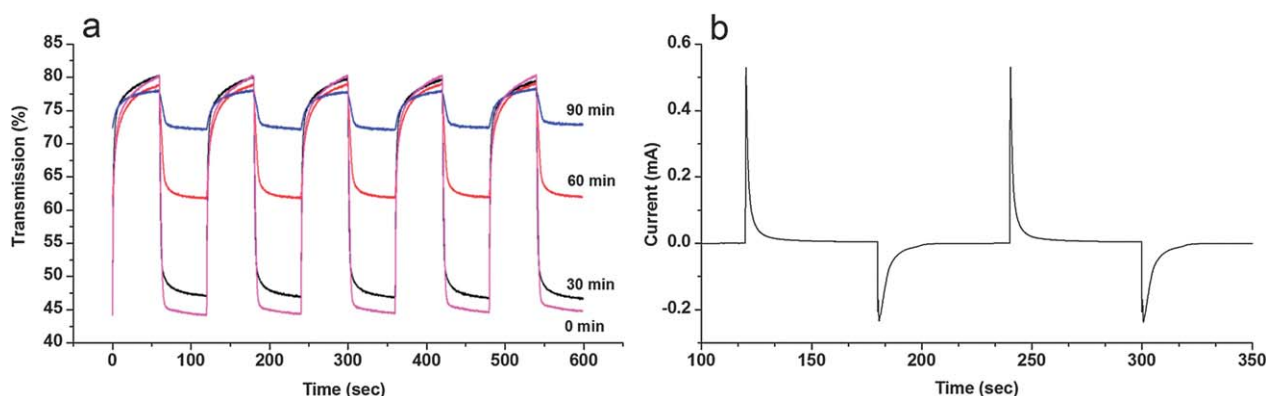 a
85
80
75
70
65
60
55
50
45
40
Transmission (%)
90 min
60 min
30 min
0 min
0 100 200 300 400 500 600
Time (sec)
b
0.6
0.4
0.2
0.0
-0.2
Current (mA)
100 150 200 250 300 350
Time (sec)